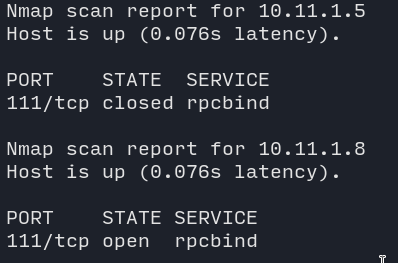 Nmap scan report for 10.11.1.5
Host is up (0.076s latency).
PORT    STATE  SERVICE
111/tcp closed rpcbind
Nmap scan report for 10.11.1.8
Host is up (0.076s latency).
PORT    STATE SERVICE
111/tcp open  rpcbind